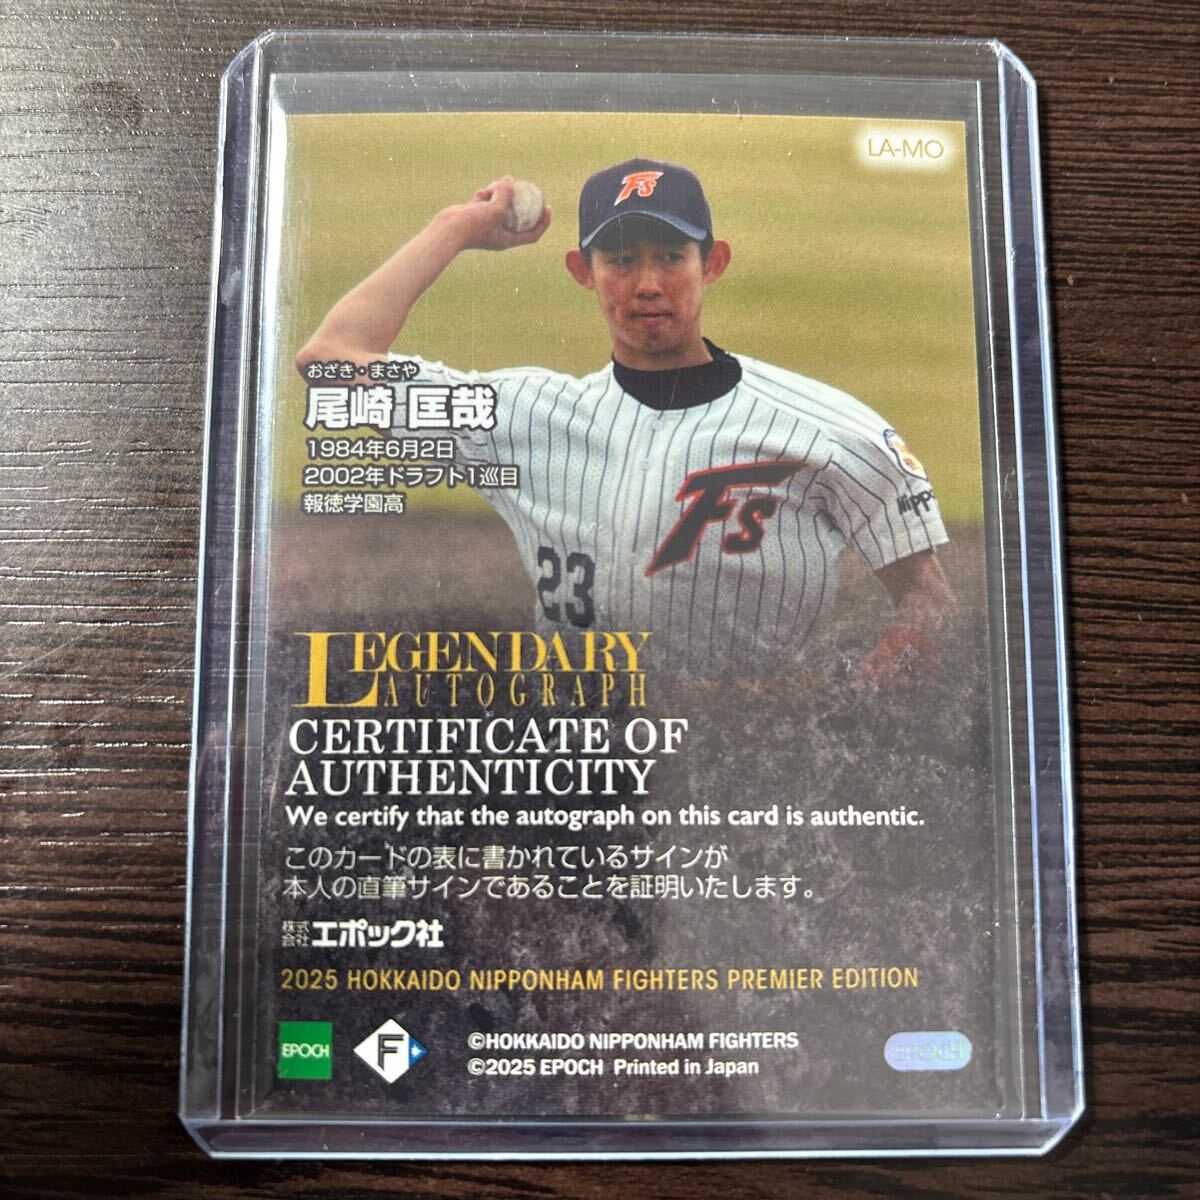 LA-MO
Fs
おざき・まさや
尾崎 匡哉
1984年6月2日
2002年ドラフト1巡目
報徳学園高
Fs
23
LEGENDARY
AUTOGRAPH
CERTIFICATE OF
AUTHENTICITY
We certify that the autograph on this card is authentic.
このカードの表に書かれているサインが
本人の直筆サインであることを証明いたします。
株式会社エポック社
2025 HOKKAIDO NIPPONHAM FIGHTERS PREMIER EDITION
EPOCH
F
©HOKKAIDO NIPPONHAM FIGHTERS
©2025 EPOCH Printed in Japan
EPOCH